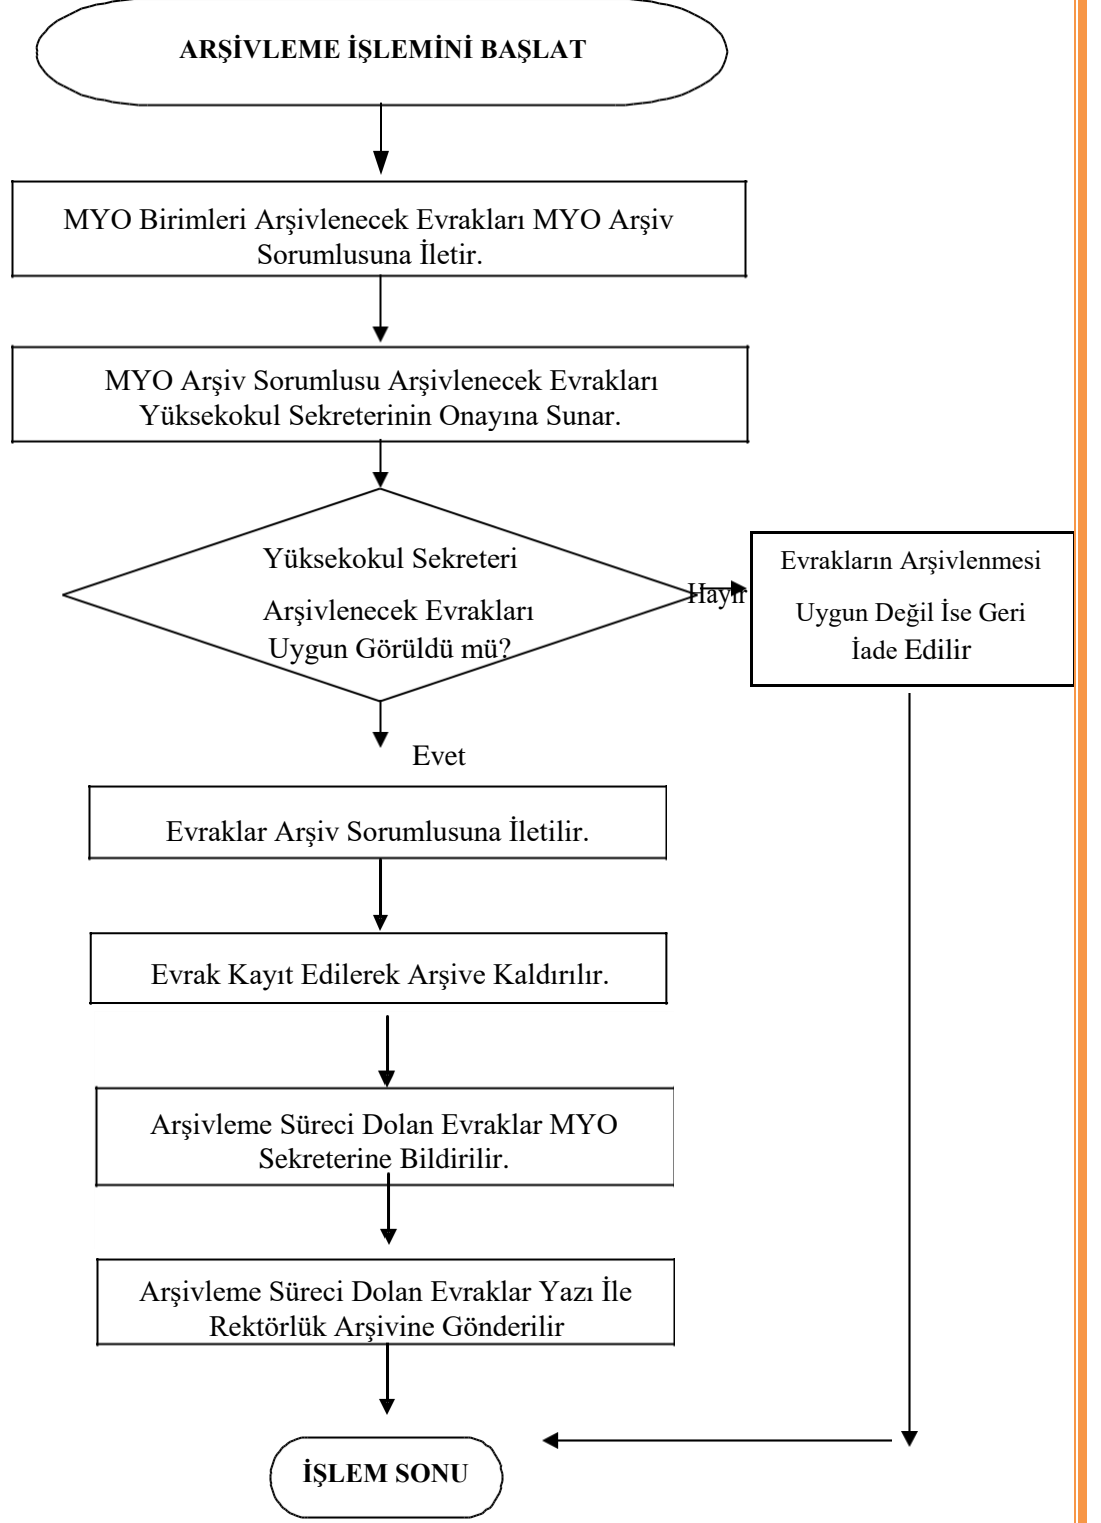 ARŞİVLEME İŞLEMİNİ BAŞLAT
MYO Birimleri Arşivlenecek Evrakları MYO Arşiv
Sorumlusuna İletir.
MYO Arşiv Sorumlusu Arşivlenecek Evrakları
Yüksekokul Sekreterinin Onayına Sunar.
Yüksekokul Sekreteri
Arşivlenecek Evrakları
Uygun Görüldü mü?
Hayır
Evrakların Arşivlenmesi
Uygun Değil İse Geri
İade Edilir
Evet
Evraklar Arşiv Sorumlusuna İletilir.
Evrak Kayıt Edilerek Arşive Kaldırılır.
Arşivleme Süreci Dolan Evraklar MYO
Sekreterine Bildirilir.
Arşivleme Süreci Dolan Evraklar Yazı İle
Rektörlük Arşivine Gönderilir
İŞLEM SONU